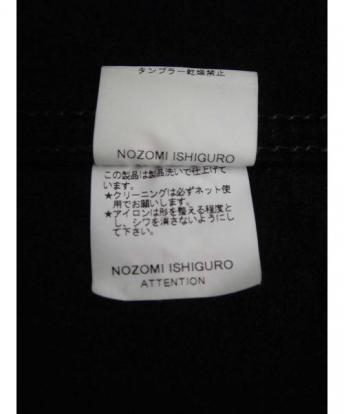 タンブラー乾燥禁止
NOZOMI ISHIGURO
この製品は製品洗いで仕上げて
います。
★クリーニングは必ずネット使
用でお願いします。
★アイロンは形を整える程度と
し、シワを消さないようにし
て下さい。
NOZOMI ISHIGURO
ATTENTION